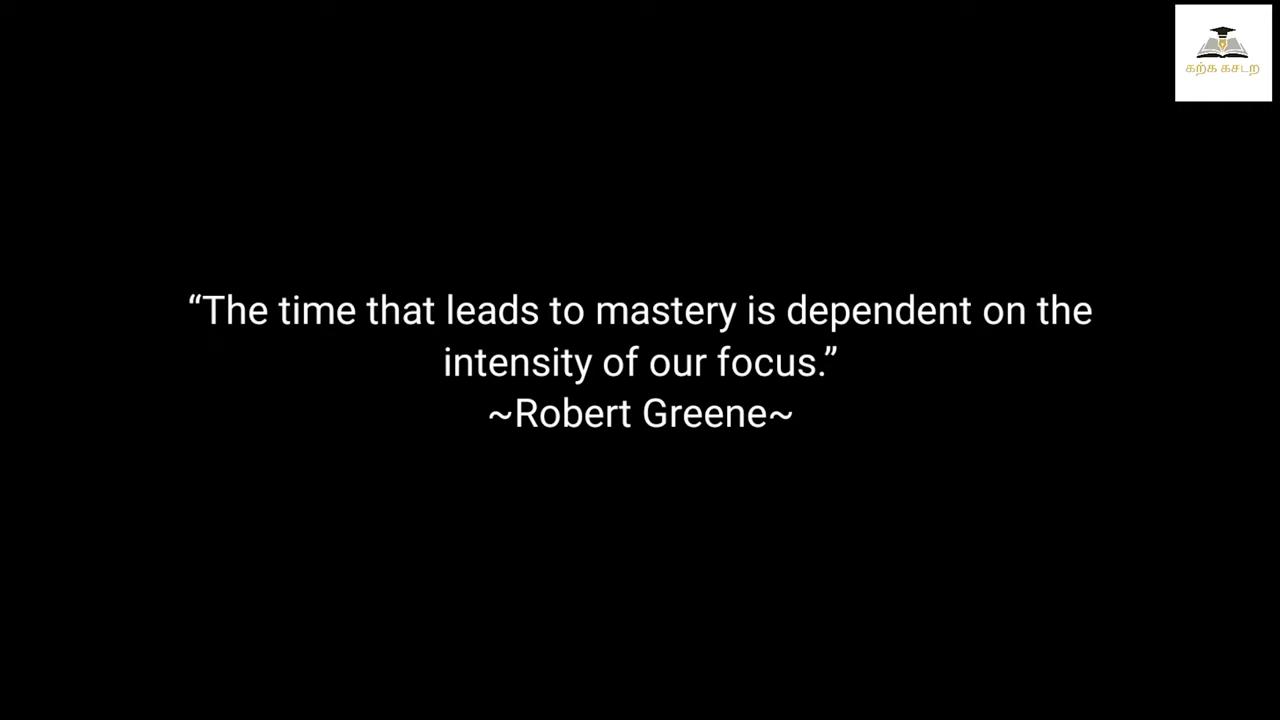 கற்க கசடற
“The time that leads to mastery is dependent on the
intensity of our focus.”
~Robert Greene~